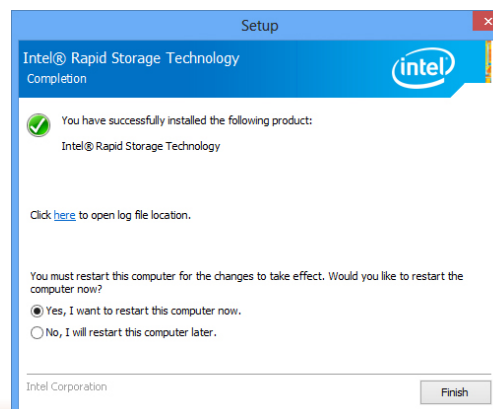 Setup
Intel® Rapid Storage Technology
Completion
intel
You have successfully installed the following product:
Intel® Rapid Storage Technology
Click here to open log file location.
You must restart this computer for the changes to take effect. Would you like to restart the
computer now?
Yes, I want to restart this computer now.
No, I will restart this computer later.
Intel Corporation
Finish